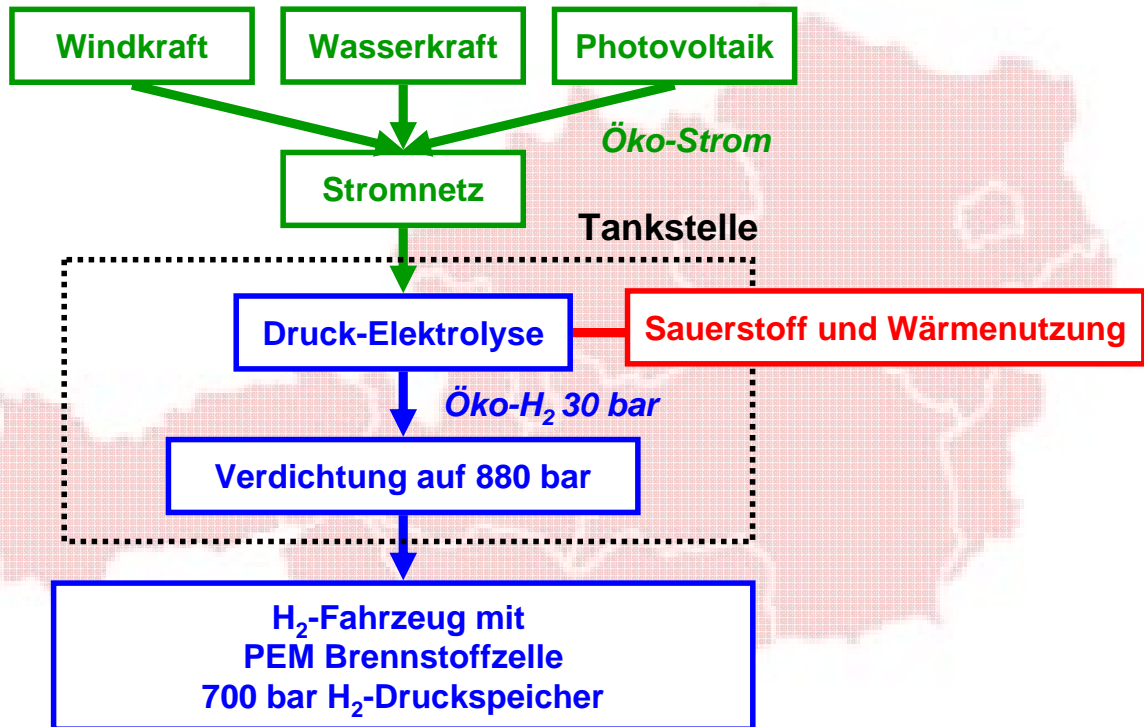 Windkraft
Wasserkraft
Photovoltaik
Öko-Strom
Stromnetz
Tankstelle
Druck-Elektrolyse
Sauerstoff und Wärmenutzung
Öko-H₂ 30 bar
Verdichtung auf 880 bar
H₂-Fahrzeug mit
PEM Brennstoffzelle
700 bar H₂-Druckspeicher